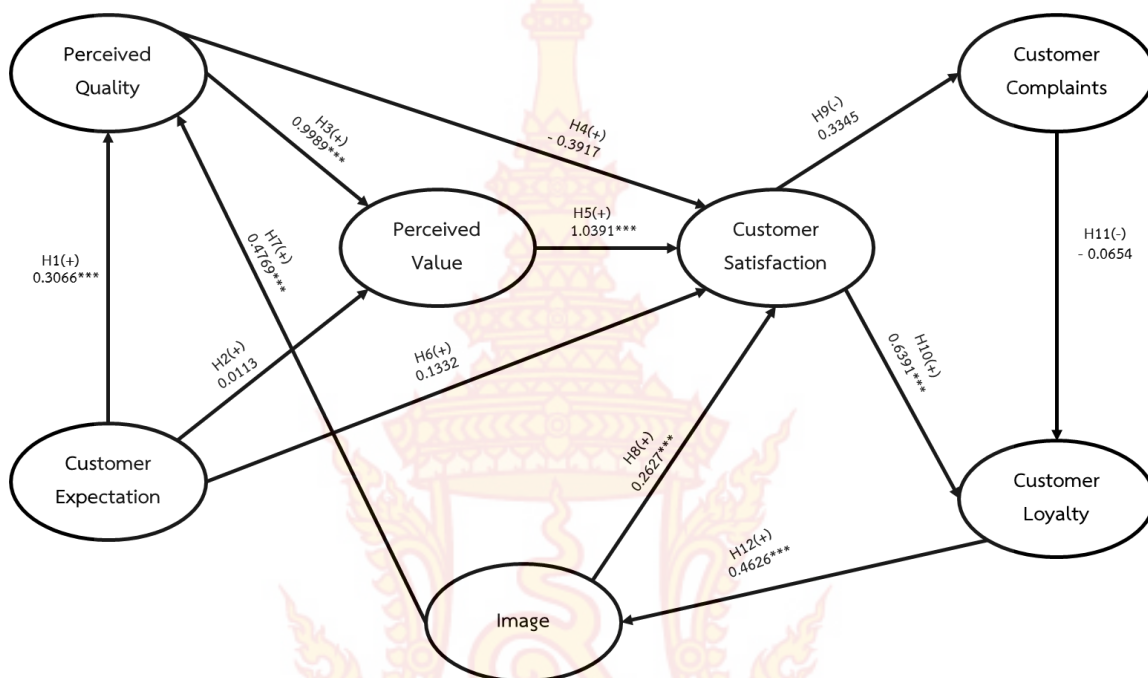 Perceived
Quality
Customer
Complaints
H9(-)
0.3345
H4(+)
- 0.3917
H3(+)
0.9989***
Perceived
Value
H5(+)
1.0391***
Customer
Satisfaction
H11(-)
- 0.0654
H1(+)
0.3066***
H7(+)
0.4769***
H2(+)
0.0113
H6(+)
0.1332
H10(+)
0.6391***
H8(+)
0.2627***
Customer
Expectation
Customer
Loyalty
H12(+)
0.4626***
Image